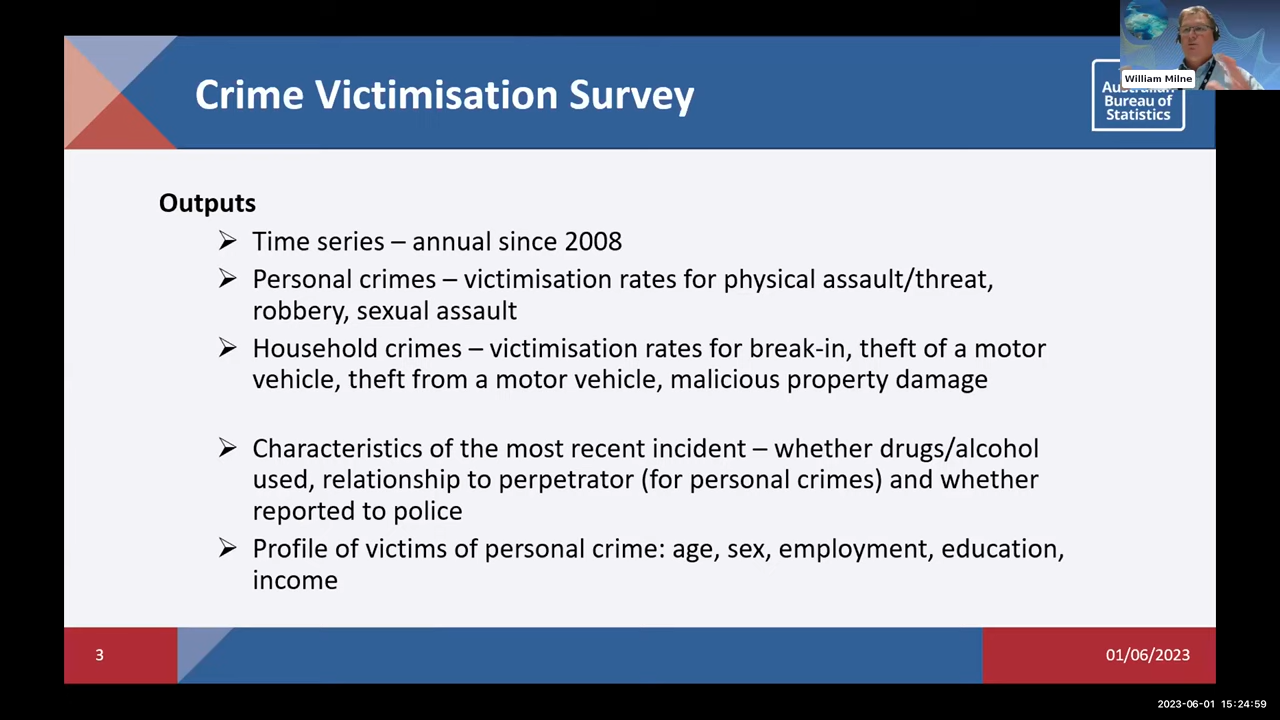 William Milne
Crime Victimisation Survey
Australian
Bureau of
Statistics
Outputs
➢ Time series – annual since 2008
➢ Personal crimes – victimisation rates for physical assault/threat,
robbery, sexual assault
➢ Household crimes – victimisation rates for break-in, theft of a motor
vehicle, theft from a motor vehicle, malicious property damage
➢ Characteristics of the most recent incident – whether drugs/alcohol
used, relationship to perpetrator (for personal crimes) and whether
reported to police
➢ Profile of victims of personal crime: age, sex, employment, education,
income
3
01/06/2023
2023-06-01 15:24:59